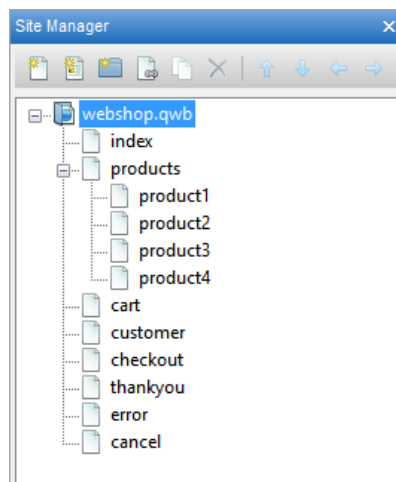 Site Manager
webshop.qwb
index
products
product1
product2
product3
product4
cart
customer
checkout
thankyou
error
cancel